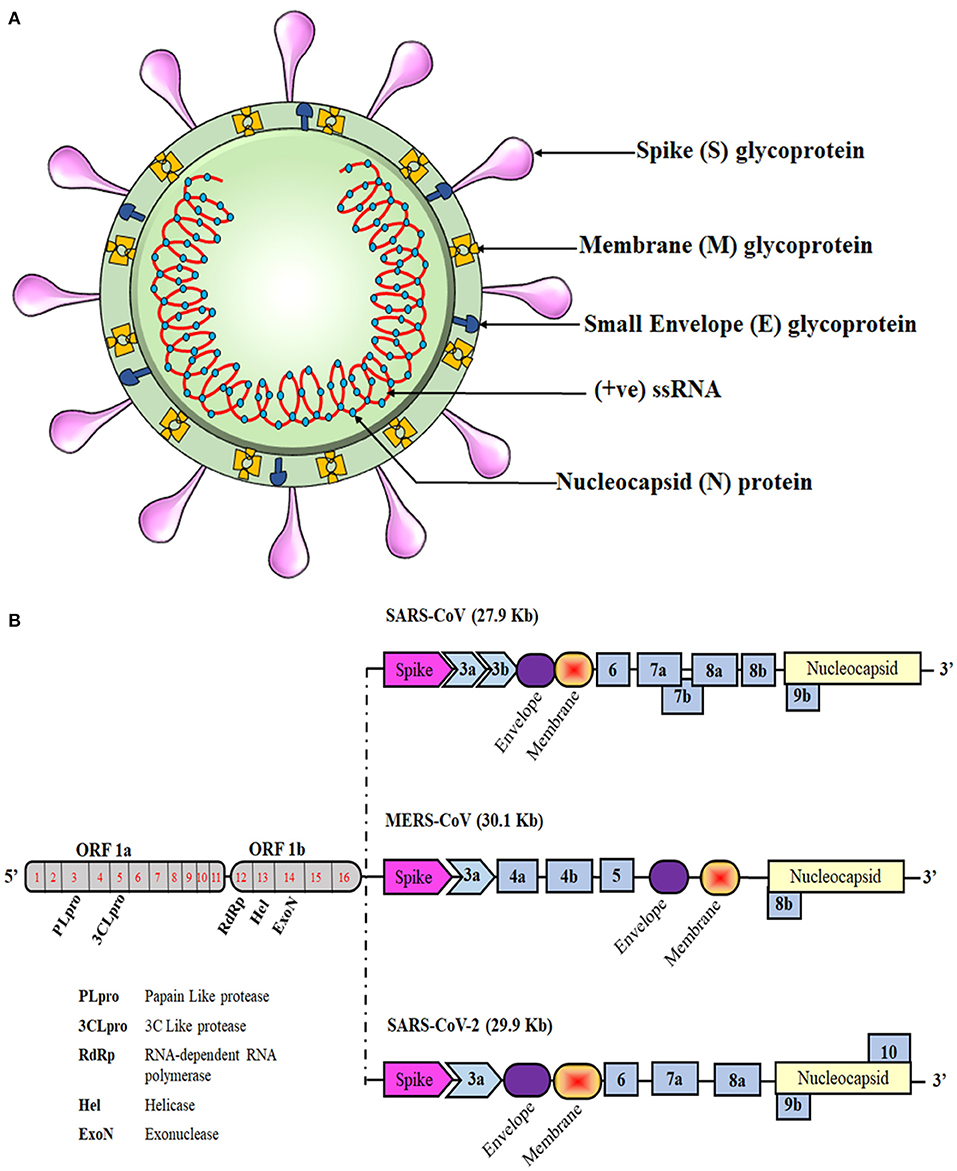 A
Spike (S) glycoprotein
Membrane (M) glycoprotein
Small Envelope (E) glycoprotein
(+ve) ssRNA
Nucleocapsid (N) protein
B
SARS-CoV (27.9 Kb)
Spike 3a 3b 6 7a 8a 8b Nucleocapsid 3’
7b 9b
Envelope
Membrane
MERS-CoV (30.1 Kb)
ORF 1a ORF 1b
5’ 1 2 3 4 5 6 7 8 9 10 11 12 13 14 15 16
Spike 3a 4a 4b 5 Nucleocapsid 3’
8b
PLpro
3CLpro
RdRp
Hel
ExoN
Envelope
Membrane
PLpro Papain Like protease
3CLpro 3C Like protease
RdRp RNA-dependent RNA
polymerase
Hel Helicase
ExoN Exonuclease
SARS-CoV-2 (29.9 Kb)
10
Spike 3a 6 7a 8a Nucleocapsid 3’
9b
Envelope
Membrane